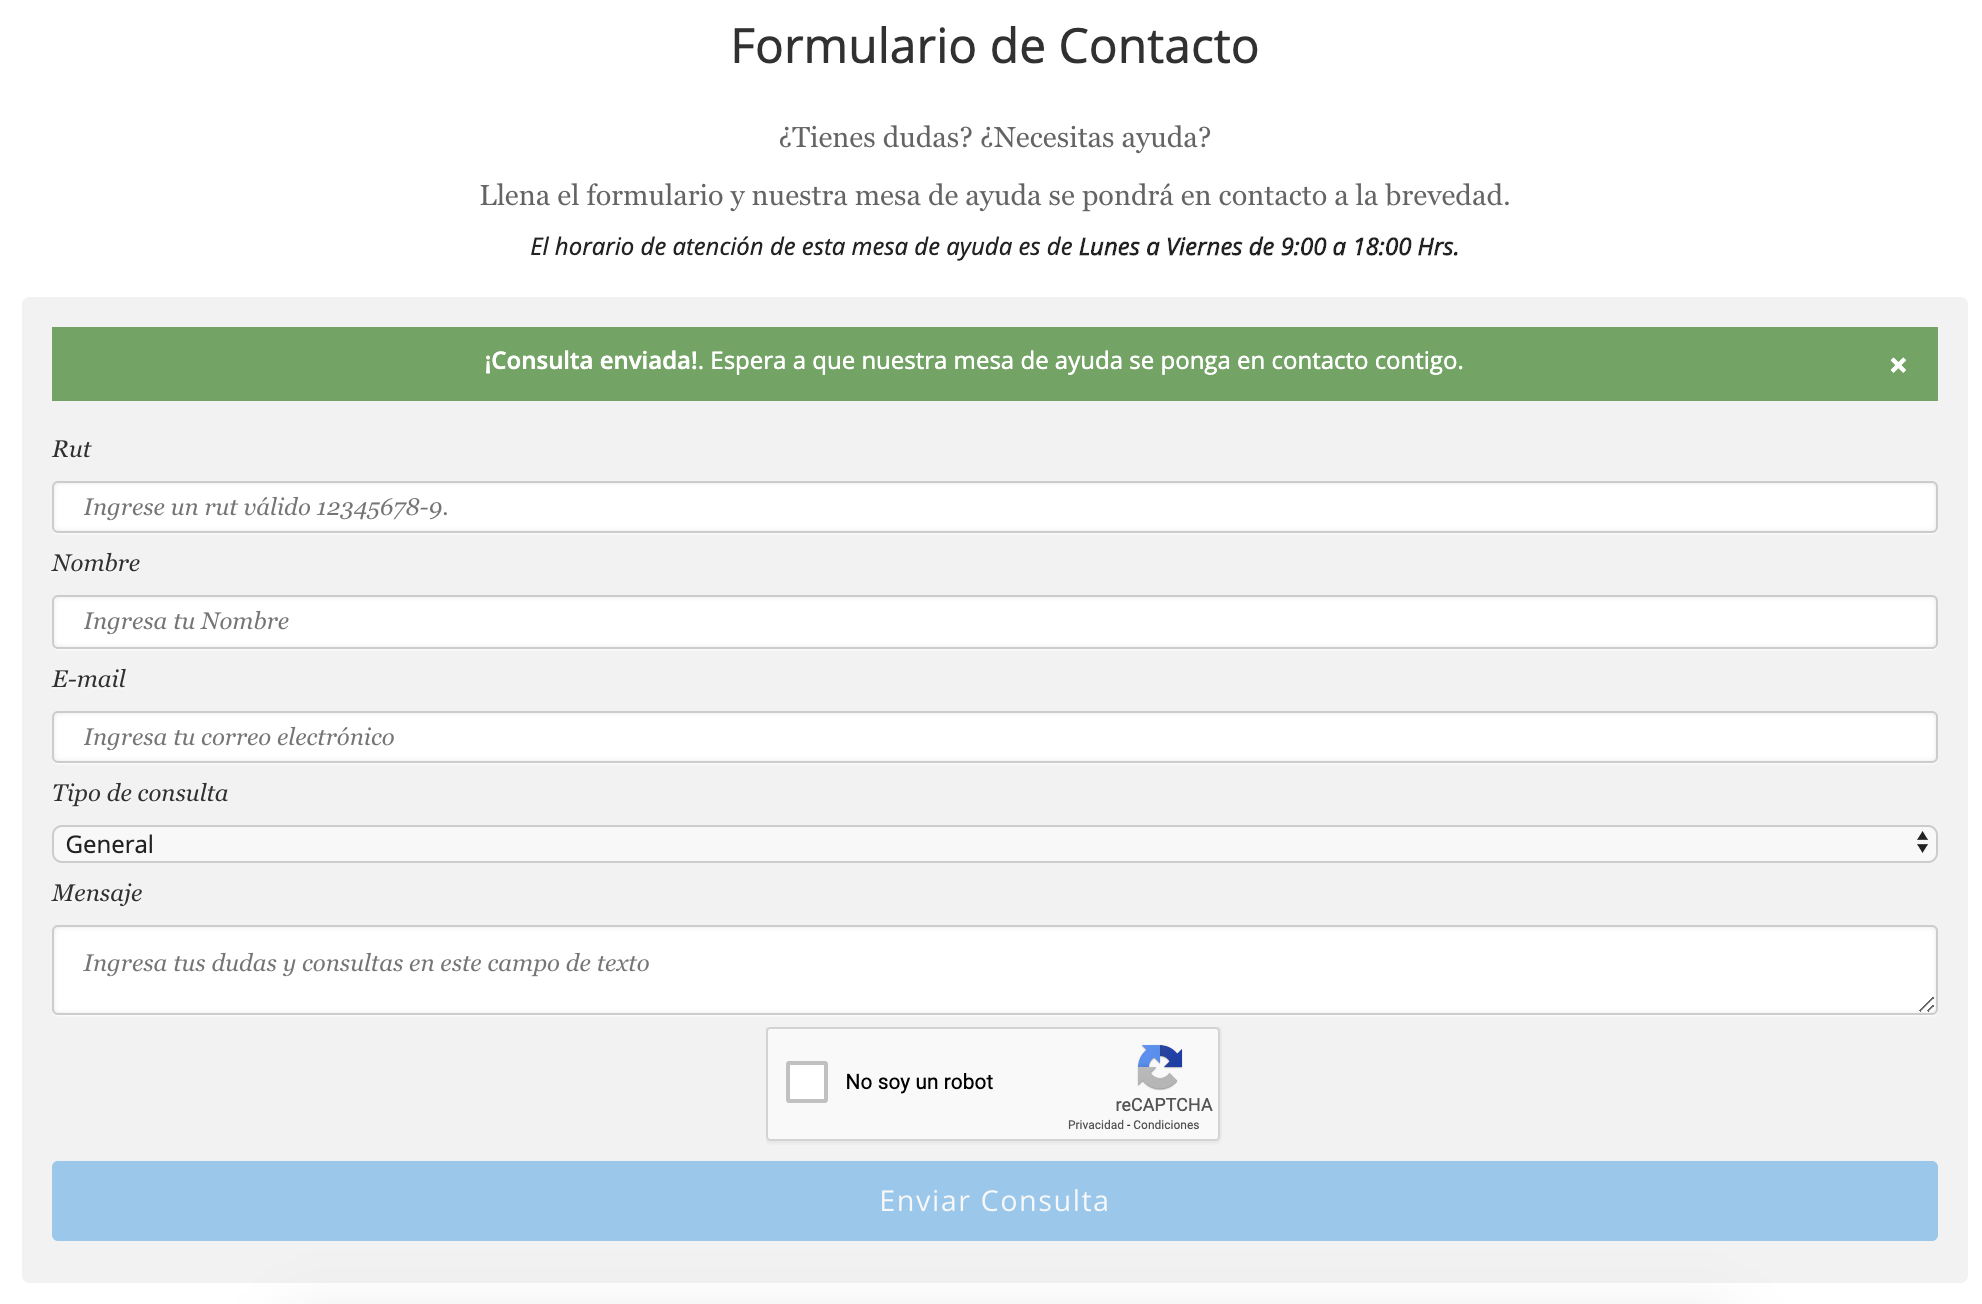 Formulario de Contacto
¿Tienes dudas? ¿Necesitas ayuda?
Llena el formulario y nuestra mesa de ayuda se pondrá en contacto a la brevedad.
El horario de atención de esta mesa de ayuda es de Lunes a Viernes de 9:00 a 18:00 Hrs.
¡Consulta enviada!. Espera a que nuestra mesa de ayuda se ponga en contacto contigo.
Rut
Ingrese un rut válido 12345678-9.
Nombre
Ingresa tu Nombre
E-mail
Ingresa tu correo electrónico
Tipo de consulta
General
Mensaje
Ingresa tus dudas y consultas en este campo de texto
No soy un robot
reCAPTCHA
Privacidad - Condiciones
Enviar Consulta